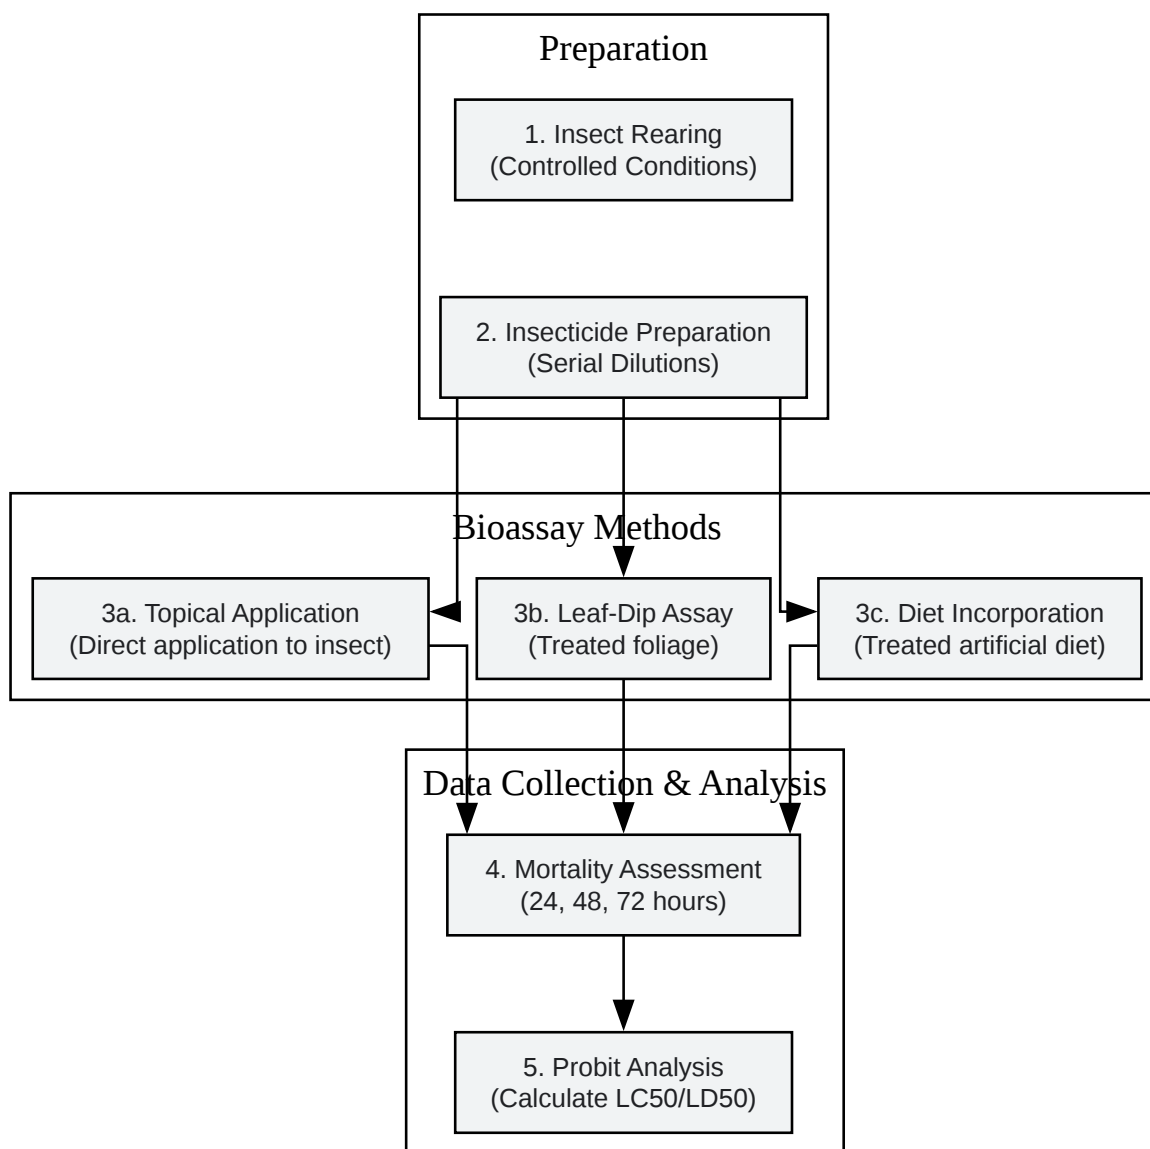 Preparation
1. Insect Rearing
(Controlled Conditions)
2. Insecticide Preparation
(Serial Dilutions)
Bioassay Methods
3a. Topical Application
(Direct application to insect)
3b. Leaf-Dip Assay
(Treated foliage)
3c. Diet Incorporation
(Treated artificial diet)
Data Collection & Analysis
4. Mortality Assessment
(24, 48, 72 hours)
5. Probit Analysis
(Calculate LC50/LD50)